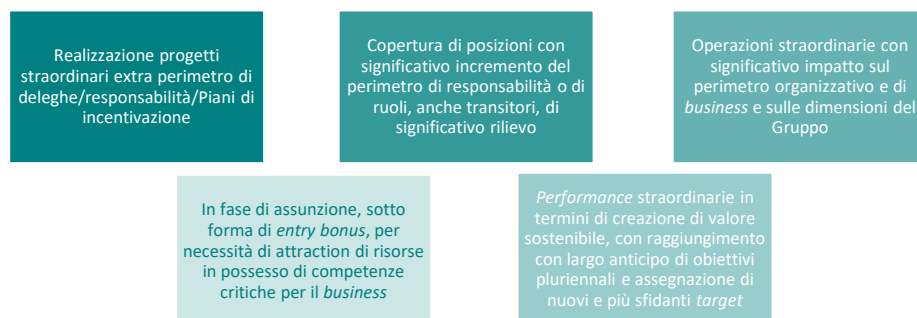 Realizzazione progetti
straordinari extra perimetro di
deleghe/responsabilità/Piani di
incentivazione
Copertura di posizioni con
significativo incremento del
perimetro di responsabilità o di
ruoli, anche transitori, di
significativo rilievo
Operazioni straordinarie con
significativo impatto sul
perimetro organizzativo e di
business e sulle dimensioni del
Gruppo
In fase di assunzione, sotto
forma di entry bonus, per
necessità di attraction di risorse
in possesso di competenze
critiche per il business
Performance straordinarie in
termini di creazione di valore
sostenibile, con raggiungimento
con largo anticipo di obiettivi
pluriennali e assegnazione di
nuovi e più sfidanti target